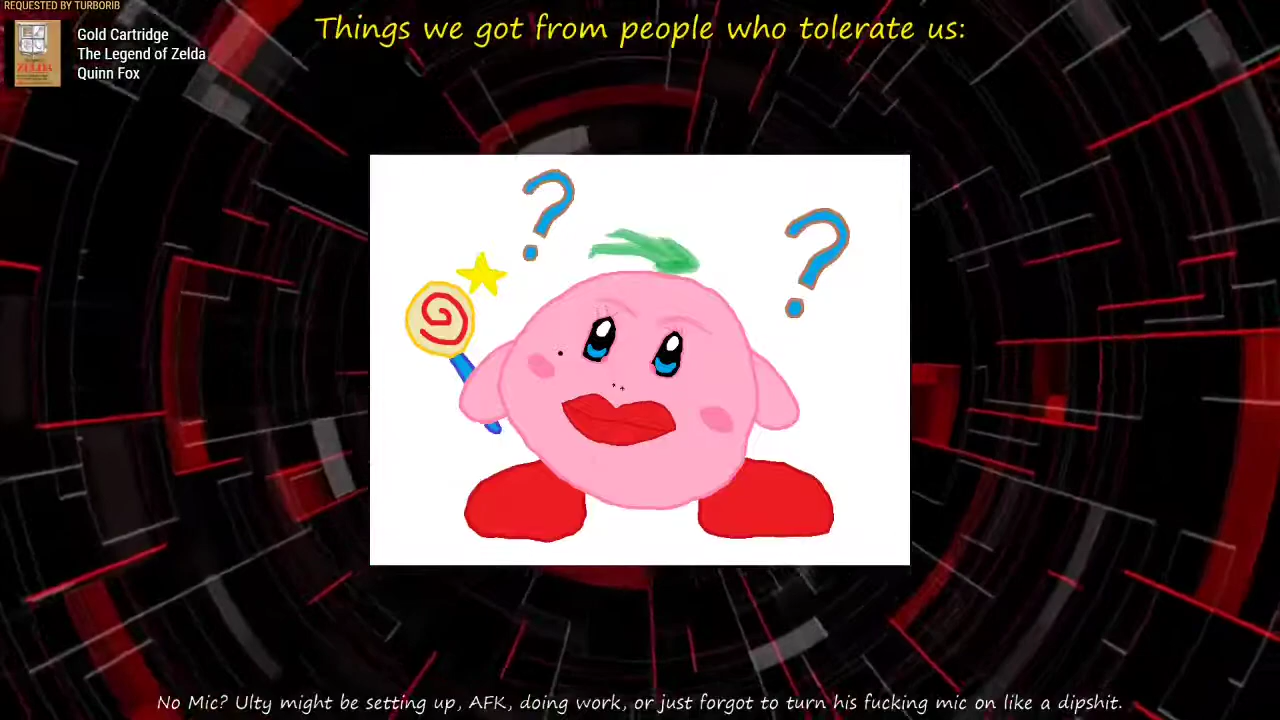 REQUESTED BY TURBORIB
Things we got from people who tolerate us:
Gold Cartridge
The Legend of Zelda
Quinn Fox
ZELDA
? ?
No Mic? Ulty might be setting up, AFK, doing work, or just forgot to turn his fucking mic on like a dipshit.